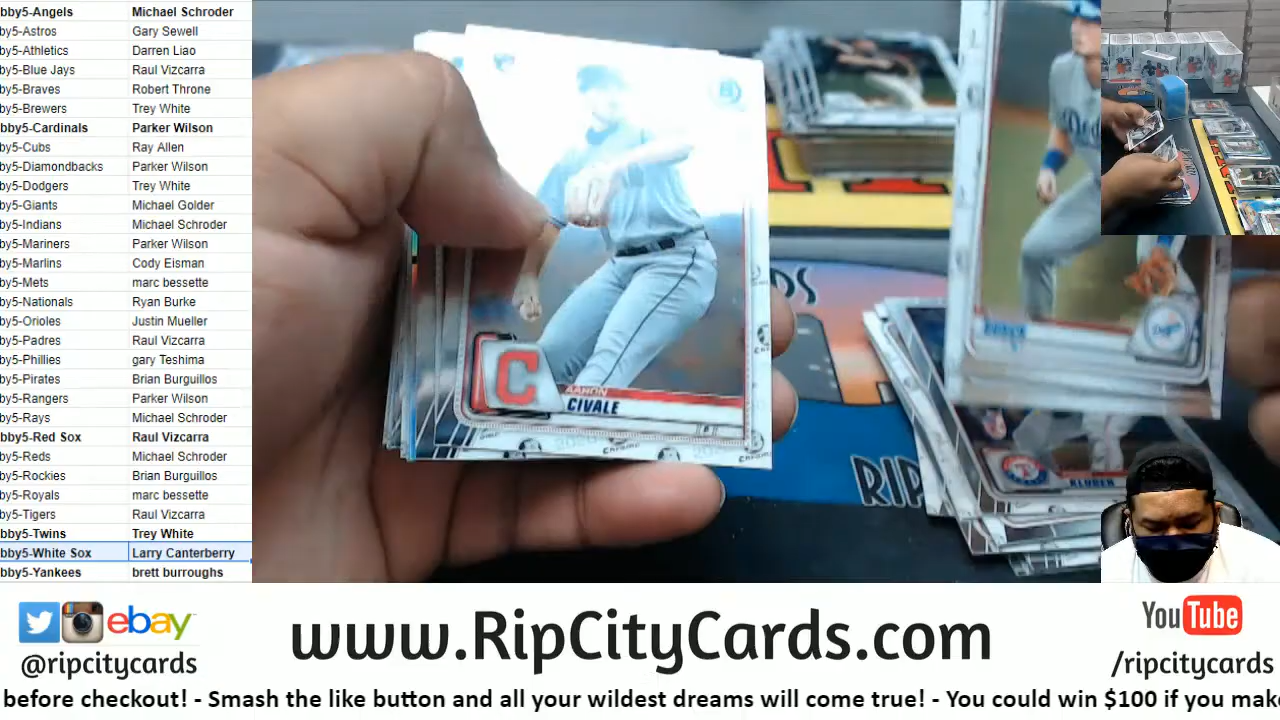 bby5-Angels Michael Schroder
by5-Astros Gary Sewell
by5-Athletics Darren Liao
by5-Blue Jays Raul Vizcarra
by5-Braves Robert Throne
by5-Brewers Trey White
bby5-Cardinals Parker Wilson
by5-Cubs Ray Allen
by5-Diamondbacks Parker Wilson
by5-Dodgers Trey White
by5-Giants Michael Golder
by5-Indians Michael Schroder
by5-Mariners Parker Wilson
by5-Marlins Cody Eisman
by5-Mets marc bessette
by5-Nationals Ryan Burke
by5-Orioles Justin Mueller
by5-Padres Raul Vizcarra
by5-Phillies gary Teshima
by5-Pirates Brian Burguillos
by5-Rangers Parker Wilson
by5-Rays Michael Schroder
bby5-Red Sox Raul Vizcarra
by5-Reds Michael Schroder
by5-Rockies Brian Burguillos
by5-Royals marc bessette
by5-Tigers Raul Vizcarra
bby5-Twins Trey White
bby5-White Sox Larry Canterberry
bby5-Yankees brett burroughs
C
AARON
CIVALE
DS
RIP
KLUBER
ebay
@ripcitycards
www.RipCityCards.com
YouTube
/ripcitycards
before checkout! - Smash the like button and all your wildest dreams will come true! - You could win $100 if you make